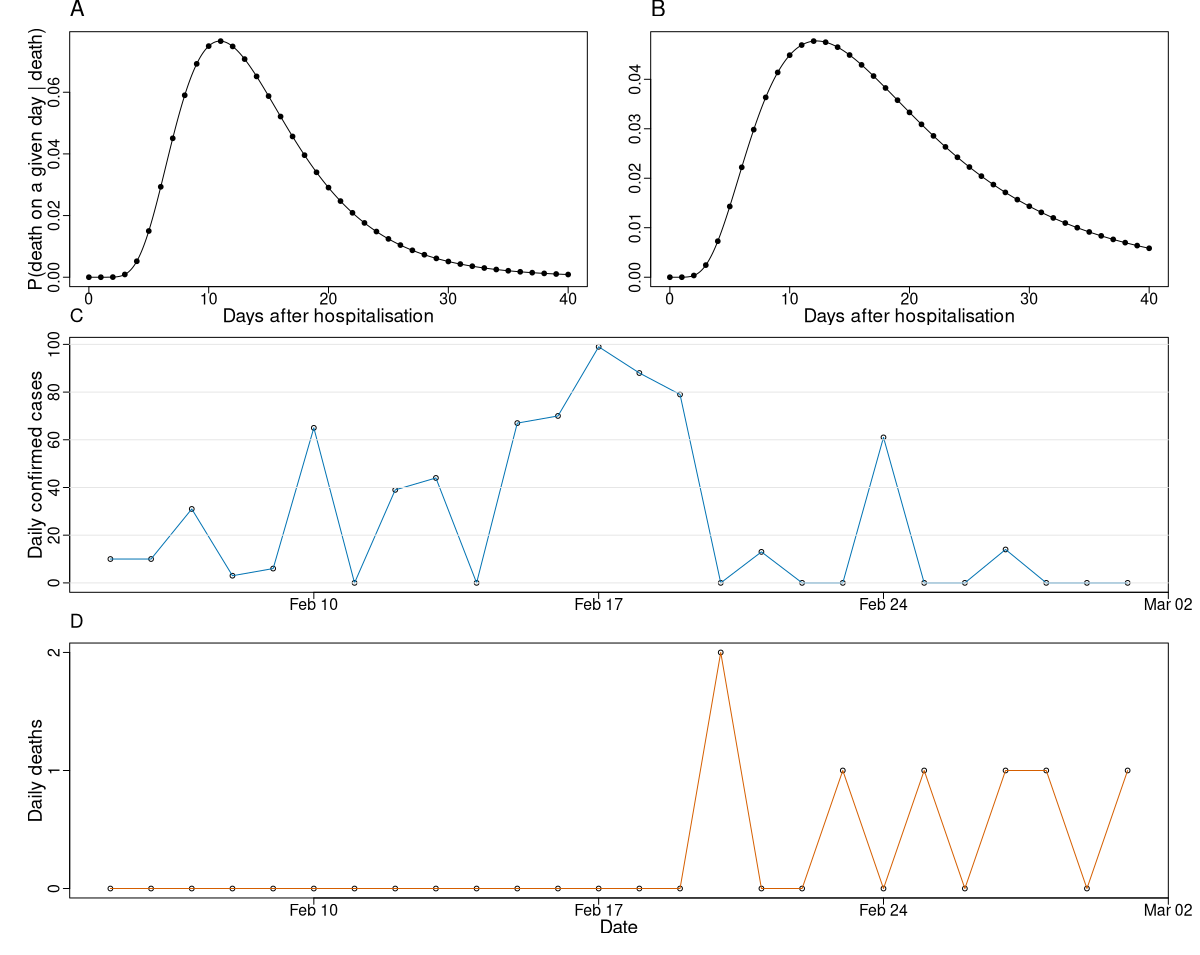 A
P(death on a given day | death)
0.00 0.02 0.04 0.06
0 10 20 30 40
Days after hospitalisation
B
0.00 0.01 0.02 0.03 0.04
0 10 20 30 40
Days after hospitalisation
C
Daily confirmed cases
0 20 40 60 80 100
Feb 10 Feb 17 Feb 24 Mar 02
D
Daily deaths
0 1 2
Feb 10 Feb 17 Feb 24 Mar 02
Date